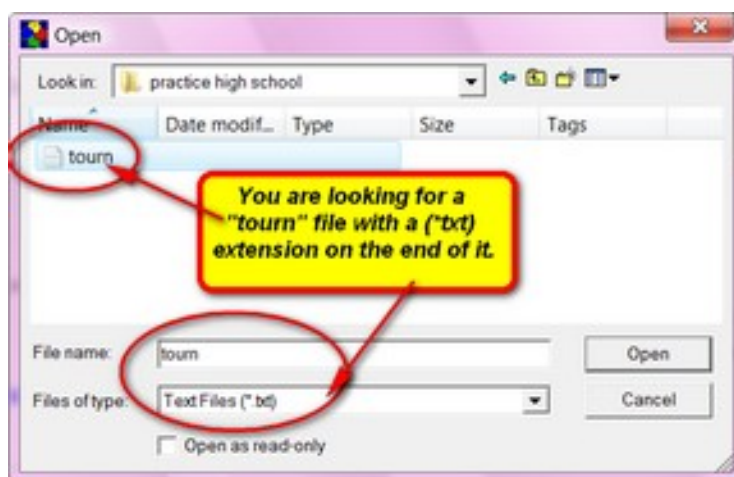 Open
Look in: practice high school
Name Date modif... Type Size Tags
tourn
You are looking for a
"tourn" file with a (*txt)
extension on the end of it.
File name: tourn Open
Files of type: Text Files (*.txt) Cancel
Open as read-only